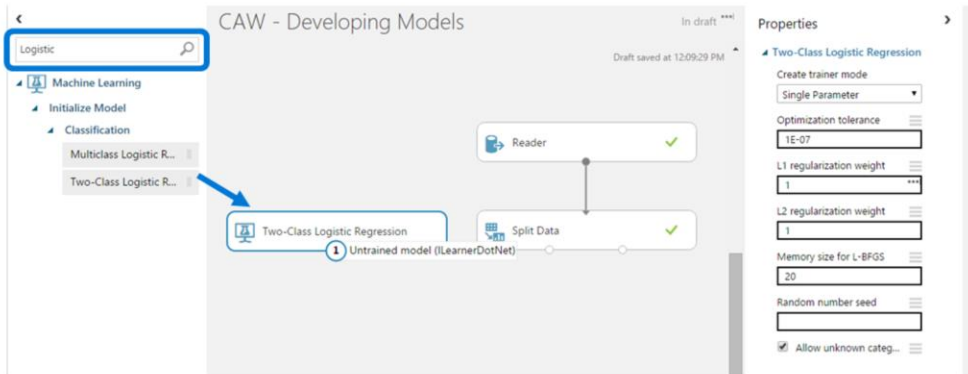 Logistic
Machine Learning
Initialize Model
Classification
Multiclass Logistic R...
Two-Class Logistic R...
CAW - Developing Models
In draft
Draft saved at 12:09:29 PM
Reader
Two-Class Logistic Regression
Split Data
1 Untrained model (ILearnerDotNet)
Properties
Two-Class Logistic Regression
Create trainer mode
Single Parameter
Optimization tolerance
1E-07
L1 regularization weight
1
L2 regularization weight
1
Memory size for L-BFGS
20
Random number seed
Allow unknown categ...